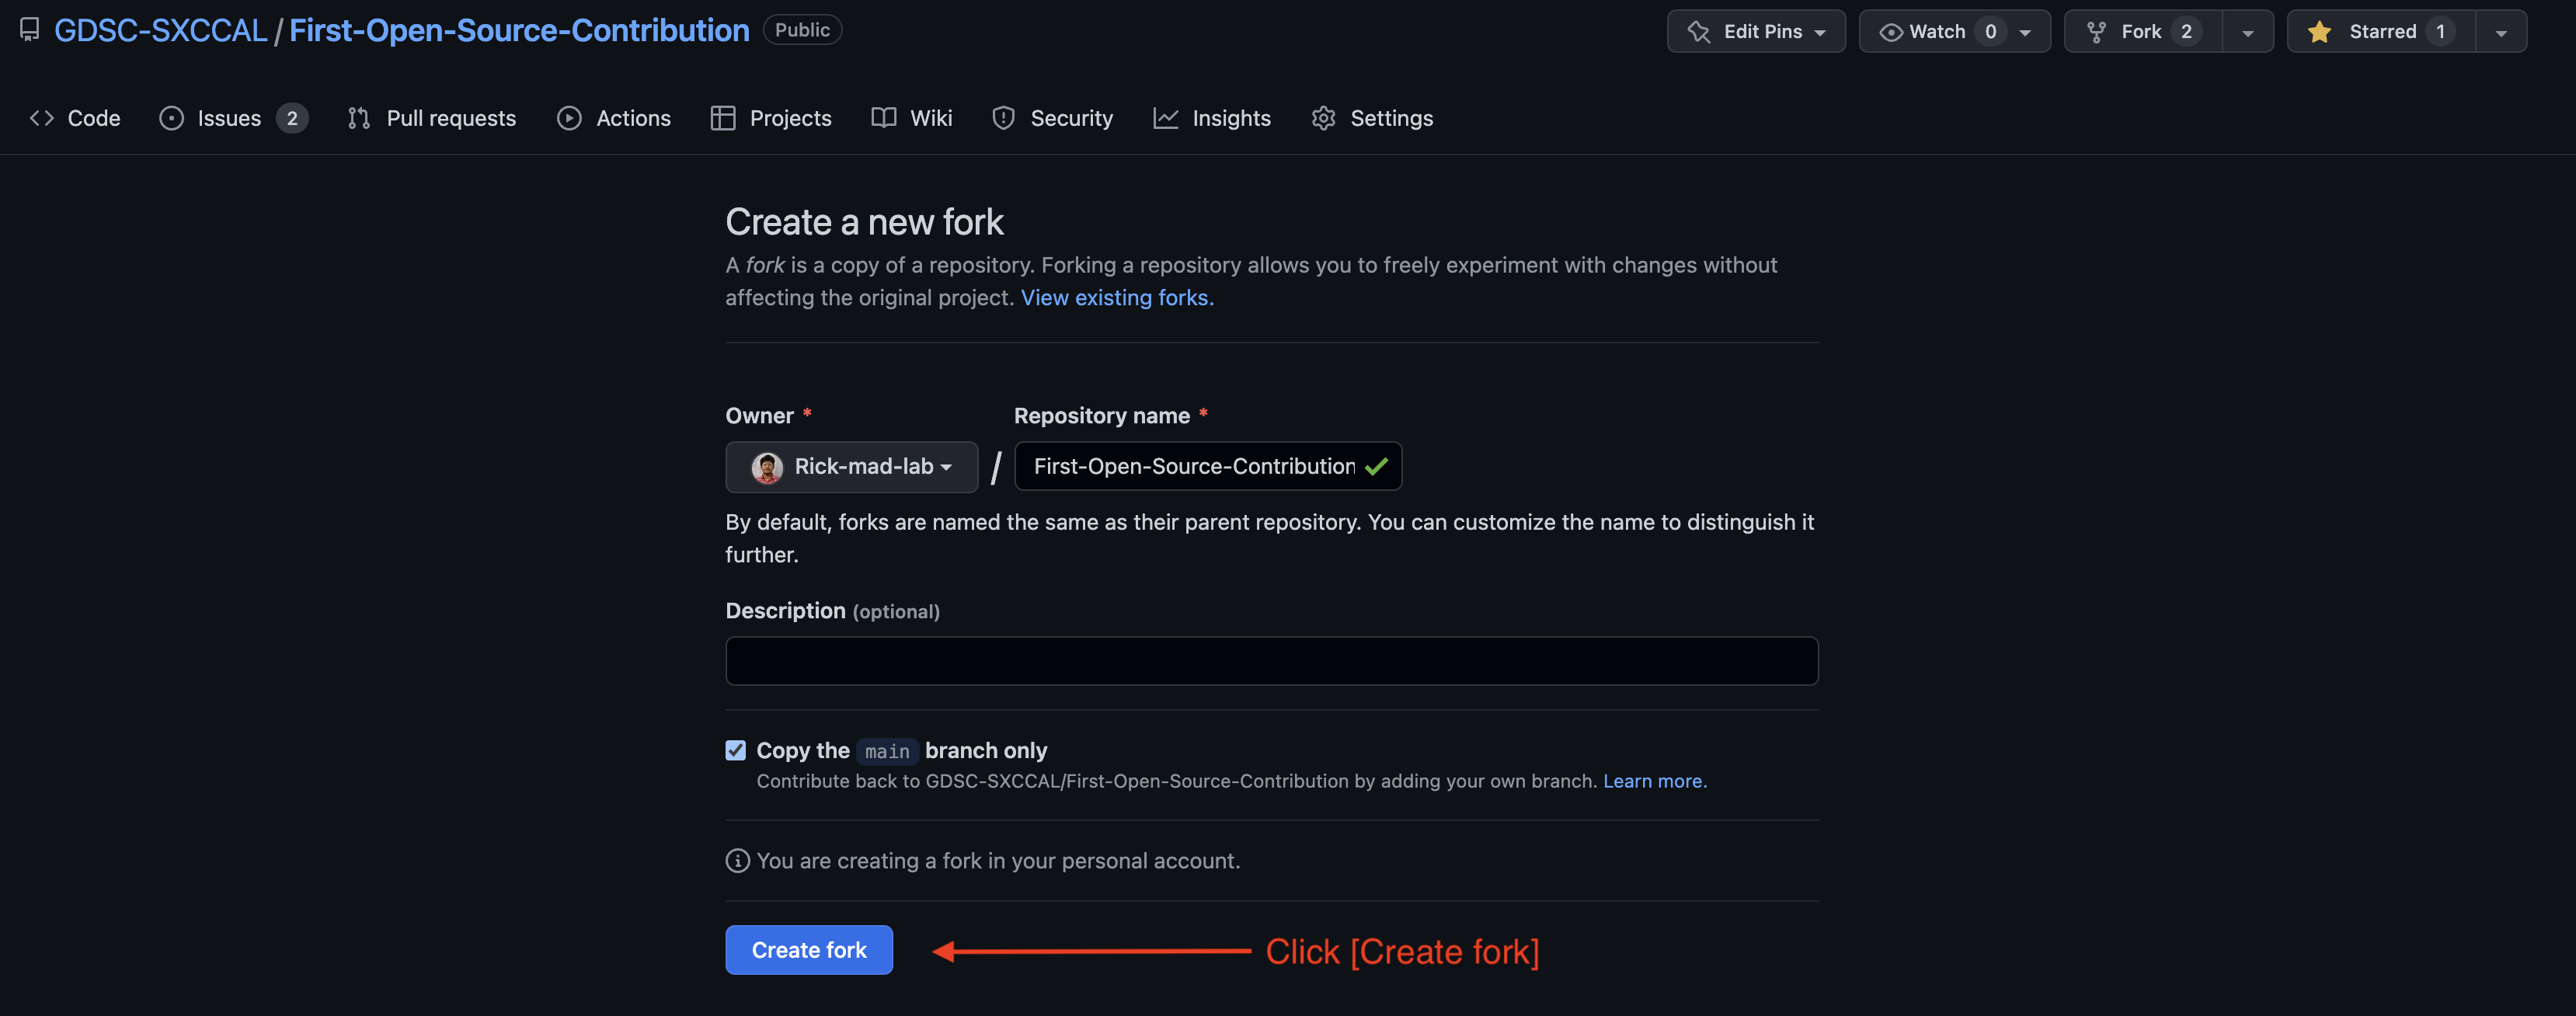 GDSC-SXCCAL / First-Open-Source-Contribution Public
Edit Pins Watch 0 Fork 2 Starred 1
Code Issues 2 Pull requests Actions Projects Wiki Security Insights Settings
Create a new fork
A fork is a copy of a repository. Forking a repository allows you to freely experiment with changes without
affecting the original project. View existing forks.
Owner * Repository name *
Rick-mad-lab / First-Open-Source-Contribution
By default, forks are named the same as their parent repository. You can customize the name to distinguish it
further.
Description (optional)
Copy the main branch only
Contribute back to GDSC-SXCCAL/First-Open-Source-Contribution by adding your own branch. Learn more.
You are creating a fork in your personal account.
Create fork Click [Create fork]